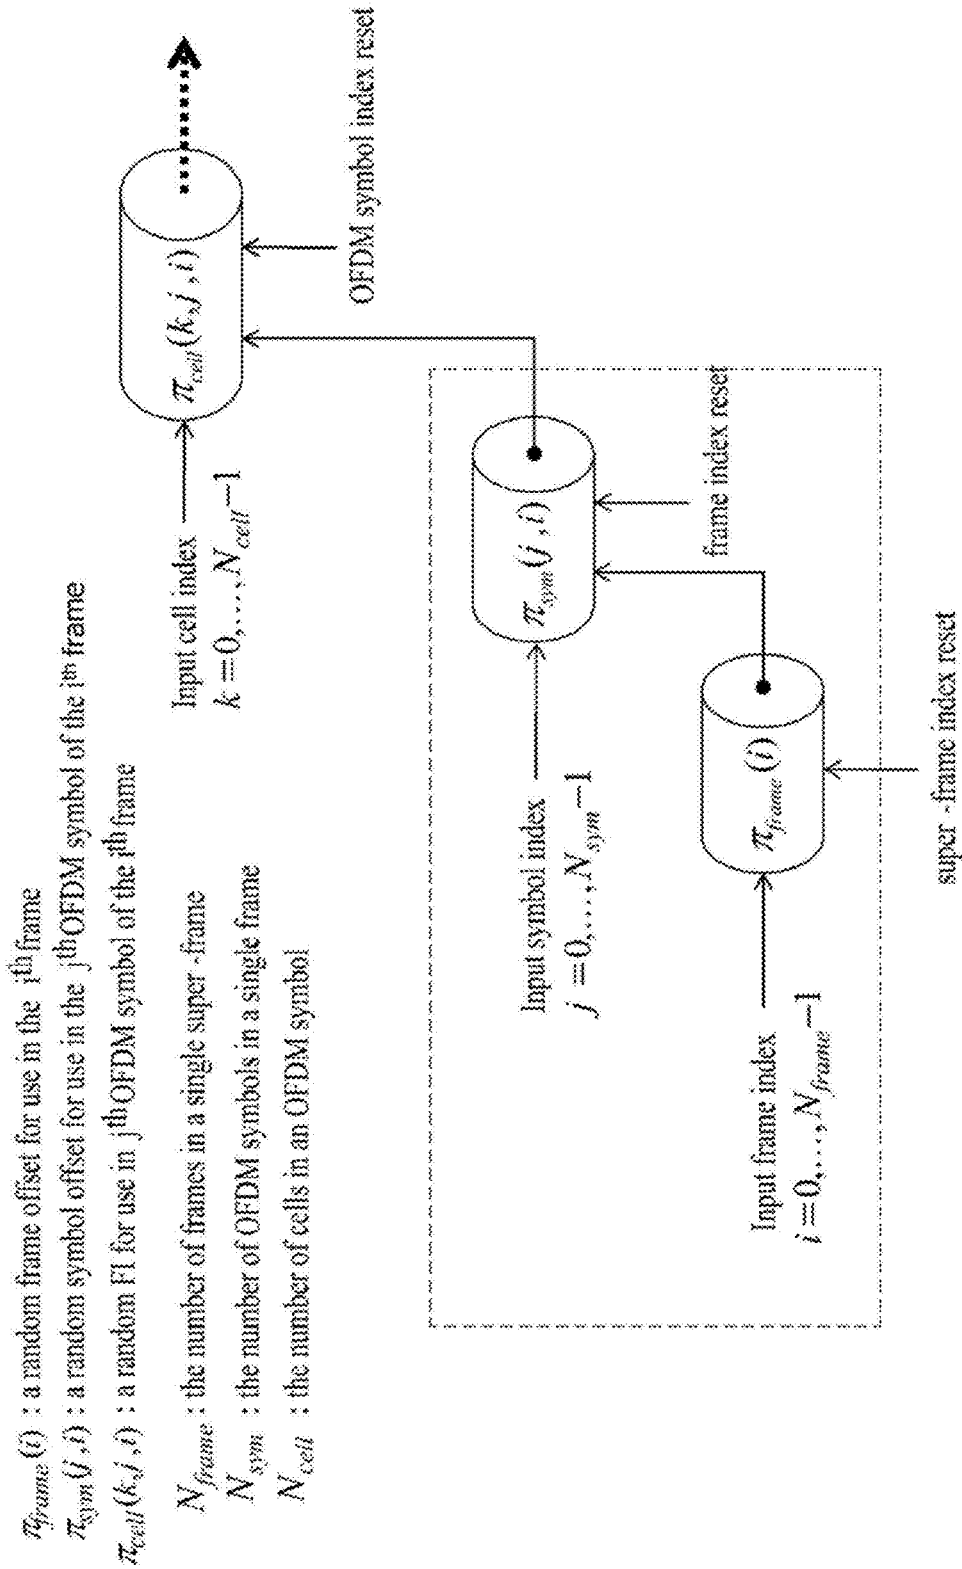 π_frame(i) : a random frame offset for use in the i^th frame
π_sym(j ,i) : a random symbol offset for use in the j^th OFDM symbol of the i^th frame
π_cell(k,j ,i) : a random FI for use in j^th OFDM symbol of the i^th frame
N_frame : the number of frames in a single super -frame
N_sym : the number of OFDM symbols in a single frame
N_cell : the number of cells in an OFDM symbol
Input cell index
k =0,...,N_cell −1
π_cell(k,j ,i)
OFDM symbol index reset
Input symbol index
j =0,...,N_sym −1
π_sym(j ,i)
frame index reset
Input frame index
i =0,...,N_frame −1
π_frame(i)
super -frame index reset